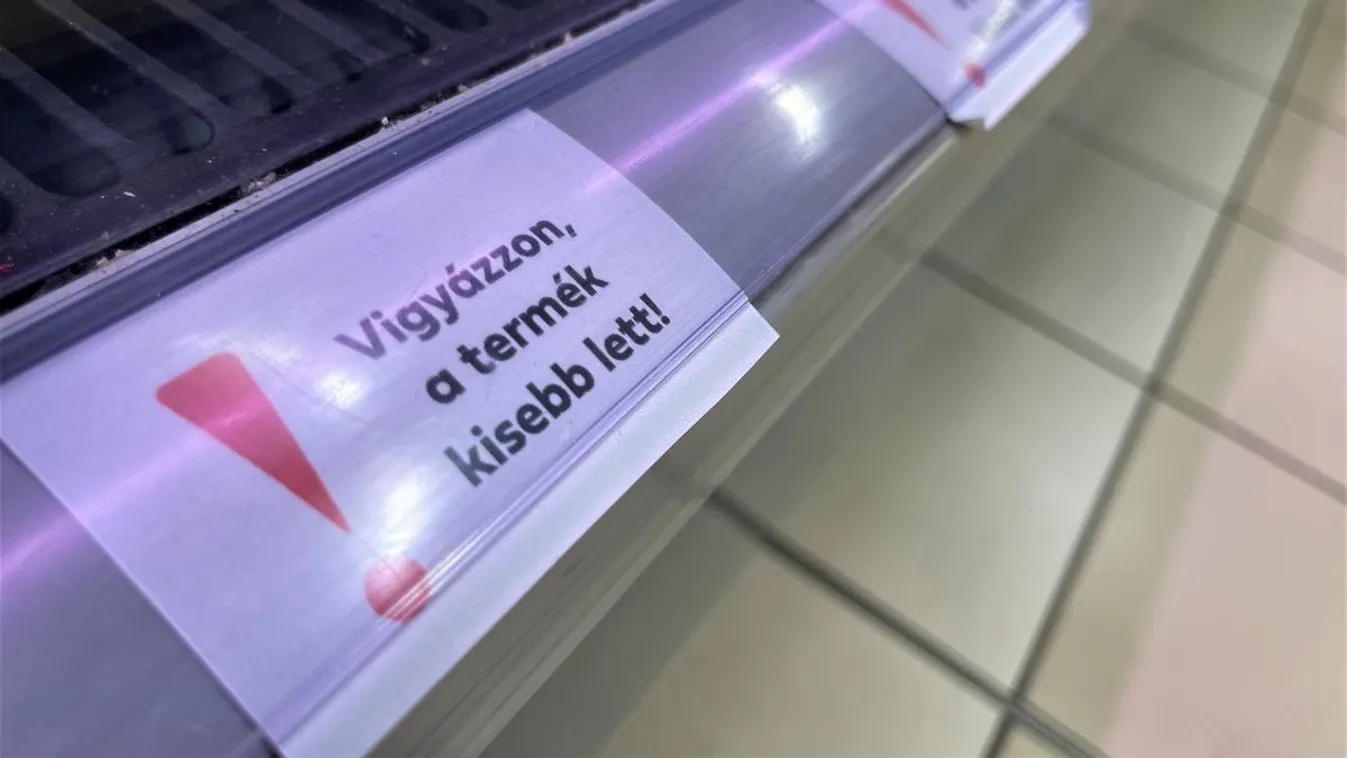 Vigyázzon,
a termék
kisebb lett!